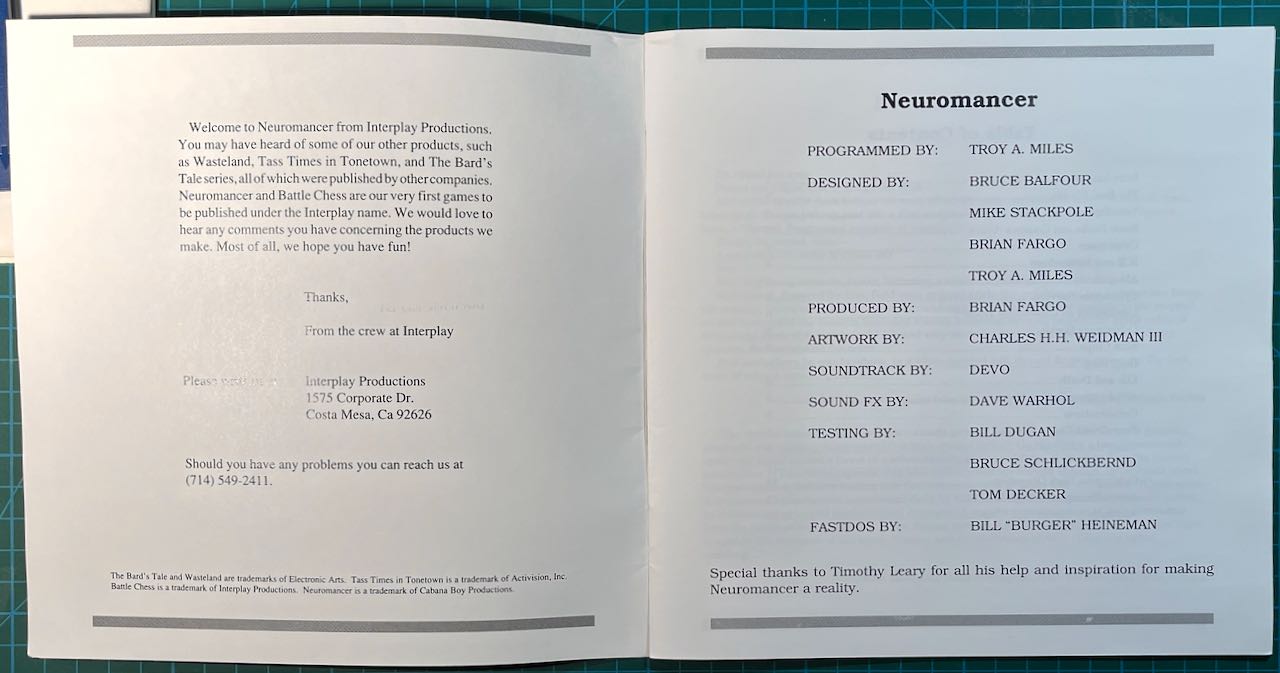 Welcome to Neuromancer from Interplay Productions.
You may have heard of some of our other products, such
as Wasteland, Tass Times in Tonetown, and The Bard's
Tale series, all of which were published by other companies.
Neuromancer and Battle Chess are our very first games to
be published under the Interplay name. We would love to
hear any comments you have concerning the products we
make. Most of all, we hope you have fun!
Thanks,
From the crew at Interplay
Please
Interplay Productions
1575 Corporate Dr.
Costa Mesa, Ca 92626
Should you have any problems you can reach us at
(714) 549-2411.
The Bard's Tale and Wasteland are trademarks of Electronic Arts. Tass Times in Tonetown is a trademark of Activision, Inc.
Battle Chess is a trademark of Interplay Productions. Neuromancer is a trademark of Cabana Boy Productions.
Neuromancer
PROGRAMMED BY: TROY A. MILES
DESIGNED BY: BRUCE BALFOUR
MIKE STACKPOLE
BRIAN FARGO
TROY A. MILES
PRODUCED BY: BRIAN FARGO
ARTWORK BY: CHARLES H.H. WEIDMAN III
SOUNDTRACK BY: DEVO
SOUND FX BY: DAVE WARHOL
TESTING BY: BILL DUGAN
BRUCE SCHLICKBERND
TOM DECKER
FASTDOS BY: BILL “BURGER” HEINEMAN
Special thanks to Timothy Leary for all his help and inspiration for making
Neuromancer a reality.